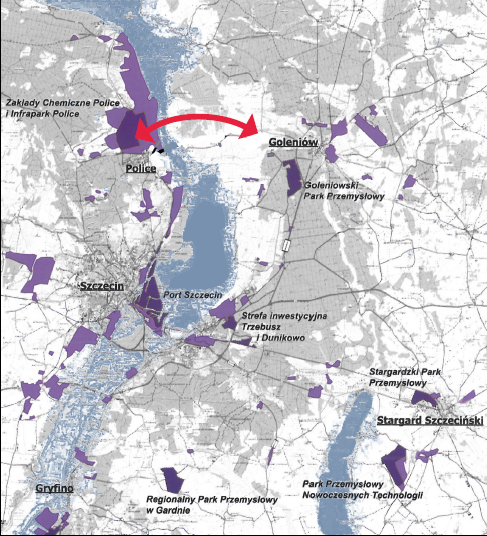 Zakłady Chemiczne Police
i Infrapark Police
Police
Goleniów
Goleniowski
Park Przemysłowy
Szczecin
Port Szczecin
Strefa inwestycyjna
Trzebusz
i Dunikowo
Stargardzki Park
Przemysłowy
Stargard Szczeciński
Park Przemysłowy
Nowoczesnych Technologii
Regionalny Park Przemysłowy
w Gardnie
Gryfino